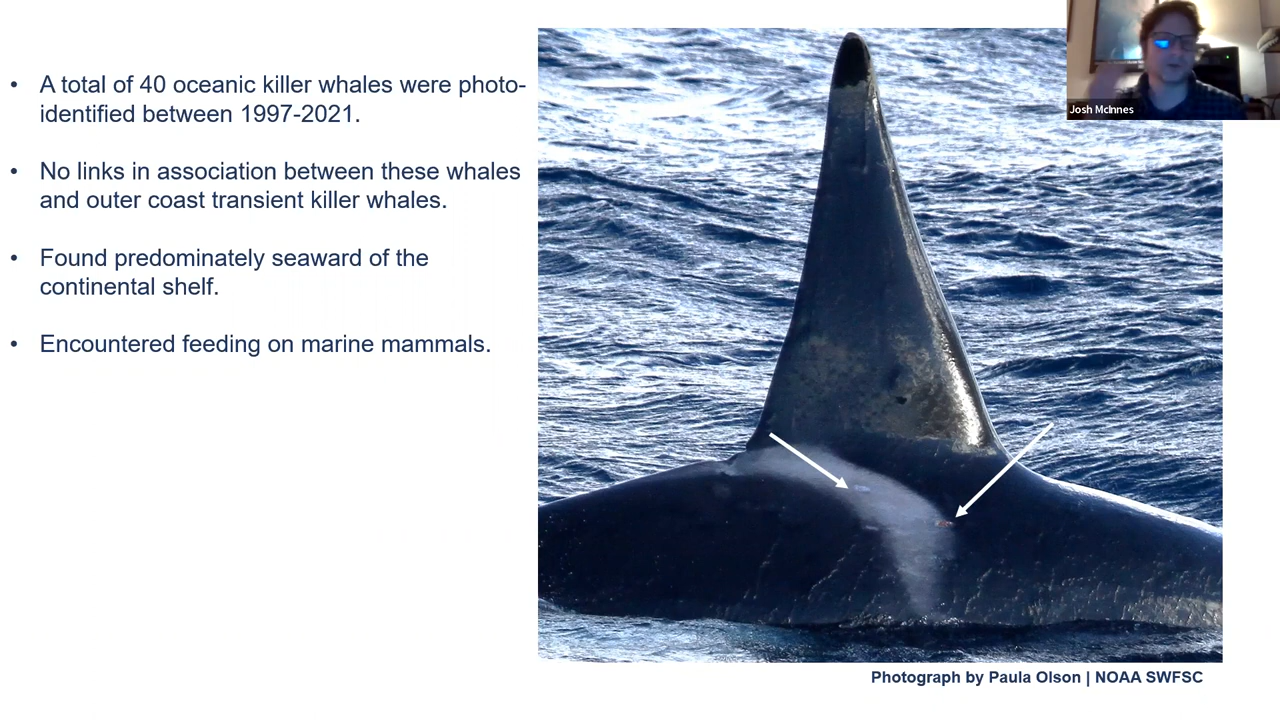 • A total of 40 oceanic killer whales were photo-
identified between 1997-2021.
• No links in association between these whales
and outer coast transient killer whales.
• Found predominately seaward of the
continental shelf.
• Encountered feeding on marine mammals.
Josh McInnes
Photograph by Paula Olson | NOAA SWFSC